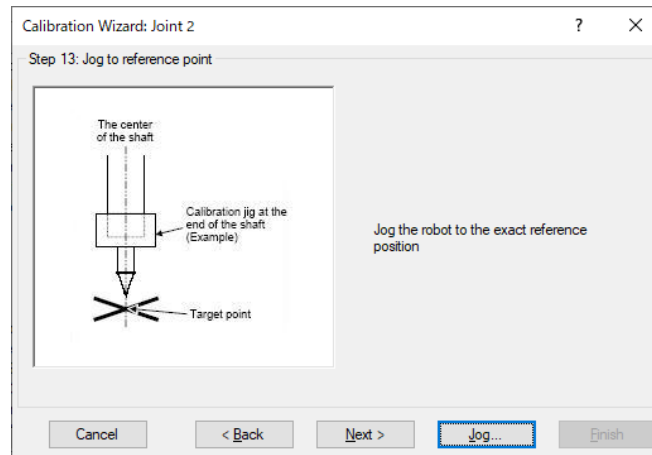 Calibration Wizard: Joint 2
Step 13: Jog to reference point
The center
of the shaft
Calibration jig at the
end of the shaft
(Example)
Target point
Jog the robot to the exact reference
position
Cancel
< Back
Next >
Jog...
Finish